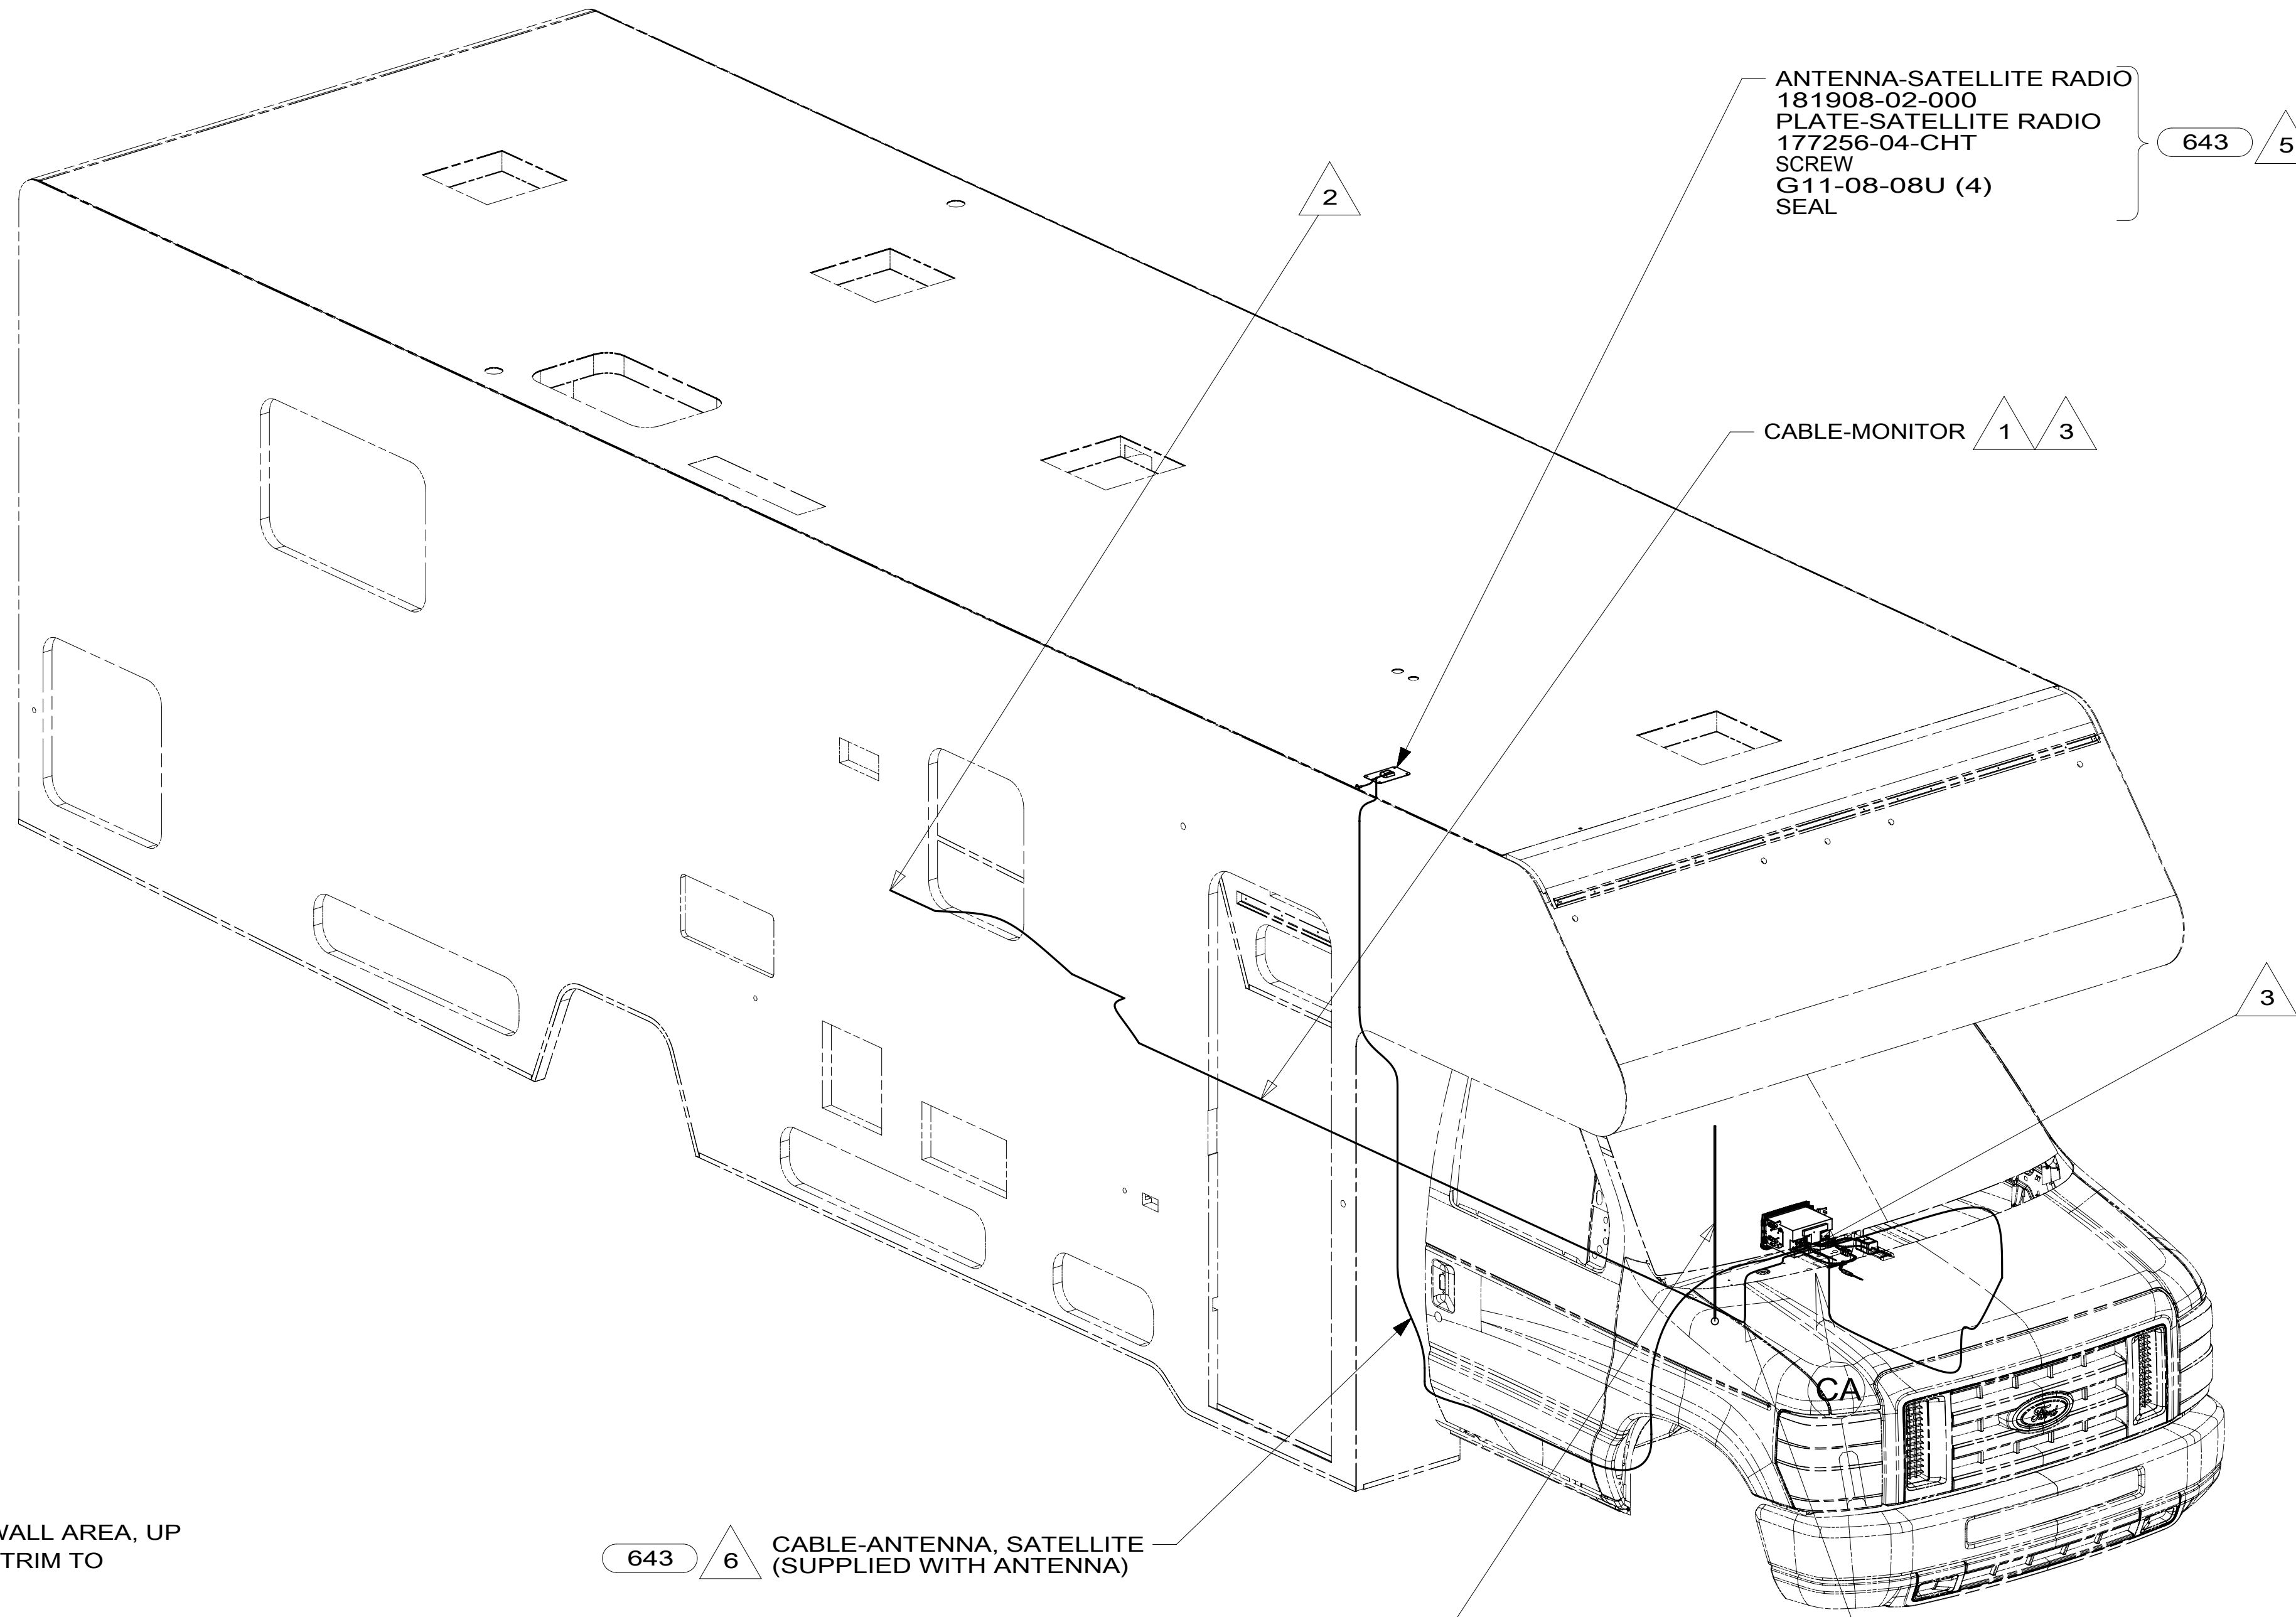 ANTENNA-SATELLITE RADIO
181908-02-000
PLATE-SATELLITE RADIO
177256-04-CHT
SCREW
G11-08-08U (4)
SEAL
643
5
2
CABLE-MONITOR
1
3
3
CA
Ford
WALL AREA, UP
TRIM TO
643
6
CABLE-ANTENNA, SATELLITE
(SUPPLIED WITH ANTENNA)